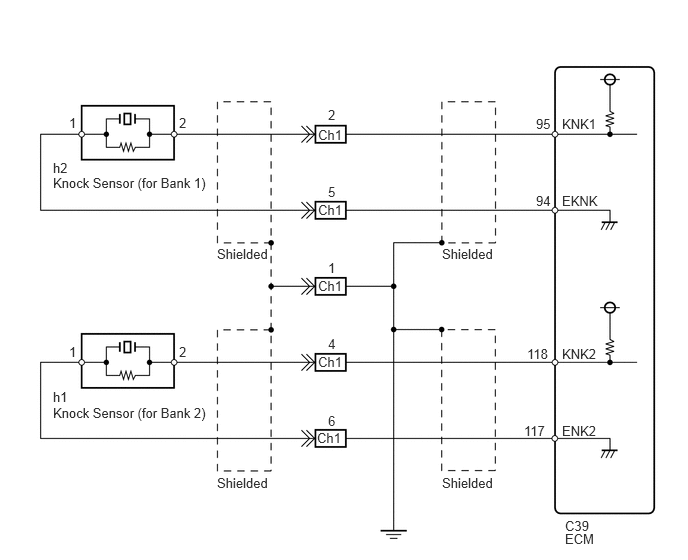 2
95 KNK1
1 2 Ch1
h2
Knock Sensor (for Bank 1)
5
94 EKNK
Ch1
Shielded Shielded
1
Ch1
4
118 KNK2
1 2 Ch1
h1
Knock Sensor (for Bank 2)
6
117 ENK2
Ch1
Shielded Shielded
C39
ECM